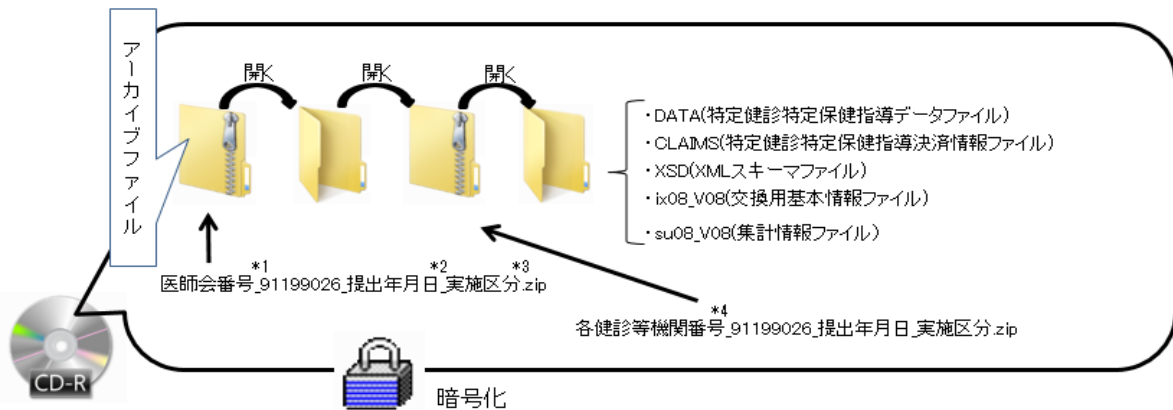 アーカイブファイル
開く
開く
開く
・DATA(特定健診特定保健指導データファイル)
・CLAIMS(特定健診特定保健指導決済情報ファイル)
・XSD(XMLスキーマファイル)
・ix08_V08(交換用基本情報ファイル)
・su08_V08(集計情報ファイル)
*1 *2 *3
医師会番号_91199026_提出年月日_実施区分.zip
*4
各健診等機関番号_91199026_提出年月日_実施区分.zip
CD-R
暗号化